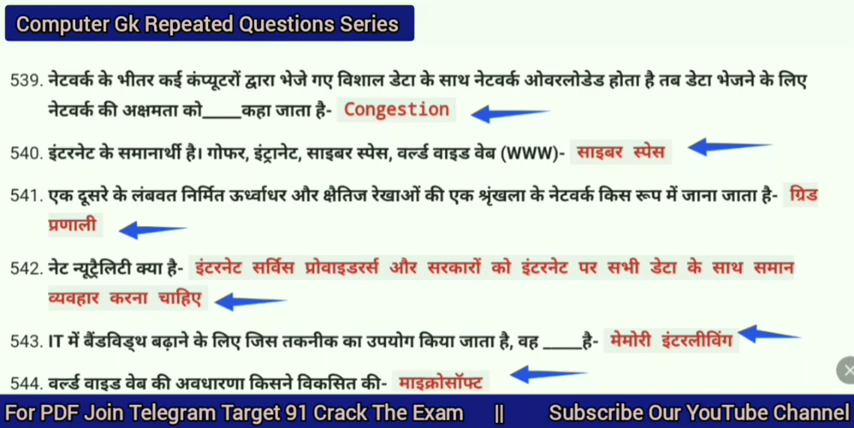 Computer Gk Repeated Questions Series
539. नेटवर्क के भीतर कई कंप्यूटरों द्वारा भेजे गए विशाल डेटा के साथ नेटवर्क ओवरलोडेड होता है तब डेटा भेजने के लिए
नेटवर्क की अक्षमता को_____कहा जाता है- Congestion
540. इंटरनेट के समानार्थी है। गोफर, इंट्रानेट, साइबर स्पेस, वर्ल्ड वाइड वेब (WWW)- साइबर स्पेस
541. एक दूसरे के लंबवत निर्मित ऊर्ध्वाधर और क्षैतिज रेखाओं की एक श्रृंखला के नेटवर्क किस रूप में जाना जाता है- ग्रिड
प्रणाली
542. नेट न्यूट्रैलिटी क्या है- इंटरनेट सर्विस प्रोवाइडरर्स और सरकारों को इंटरनेट पर सभी डेटा के साथ समान
व्यवहार करना चाहिए
543. IT में बैंडविड्थ बढ़ाने के लिए जिस तकनीक का उपयोग किया जाता है, वह _____है- मेमोरी इंटरलीविंग
544. वर्ल्ड वाइड वेब की अवधारणा किसने विकसित की- माइक्रोसॉफ्ट
For PDF Join Telegram Target 91 Crack The Exam || Subscribe Our YouTube Channel